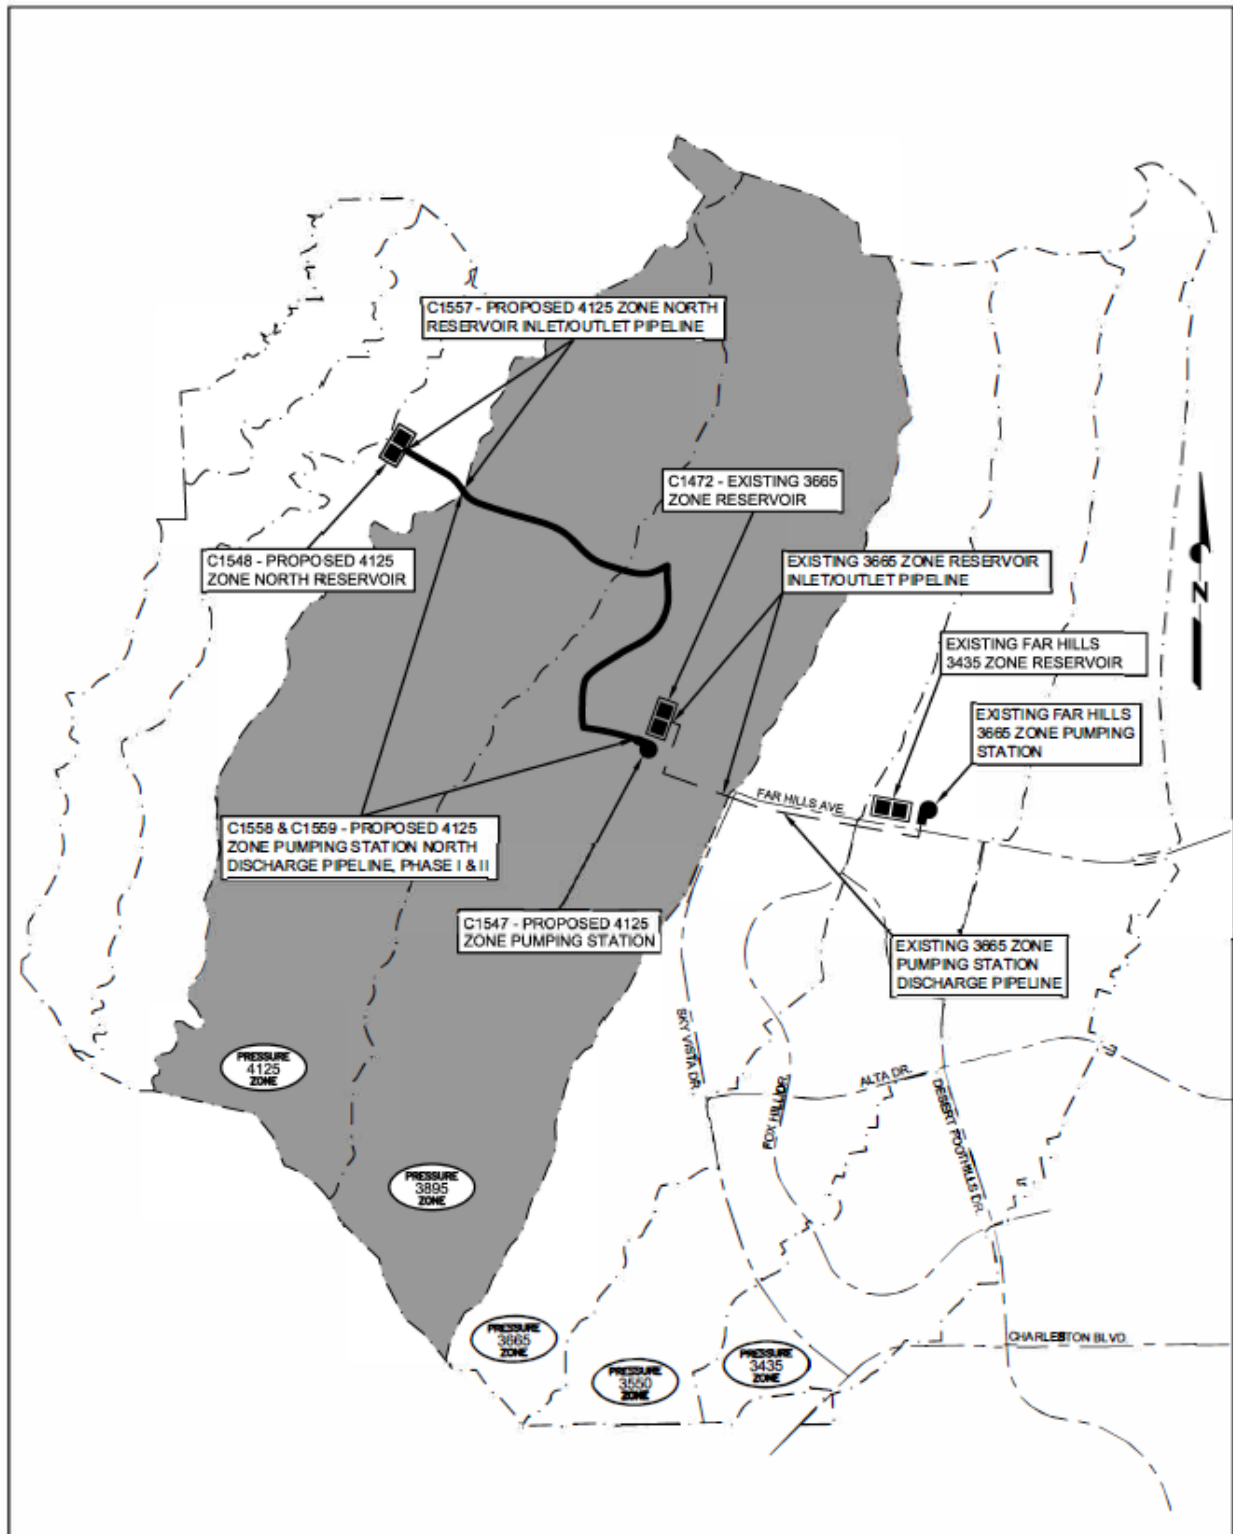 C1557 - PROPOSED 4125 ZONE NORTH
RESERVOIR INLET/OUTLET PIPELINE
C1472 - EXISTING 3665
ZONE RESERVOIR
C1548 - PROPOSED 4125
ZONE NORTH RESERVOIR
EXISTING 3665 ZONE RESERVOIR
INLET/OUTLET PIPELINE
N
EXISTING FAR HILLS
3435 ZONE RESERVOIR
EXISTING FAR HILLS
3665 ZONE PUMPING
STATION
FAR HILLS AVE
C1558 & C1559 - PROPOSED 4125
ZONE PUMPING STATION NORTH
DISCHARGE PIPELINE, PHASE I & II
C1547 - PROPOSED 4125
ZONE PUMPING STATION
EXISTING 3665 ZONE
PUMPING STATION
DISCHARGE PIPELINE
SKY VISTA DR.
FOX HILL DR.
ALTA DR.
DESERT FOOTHILLS DR.
PRESSURE
4125
ZONE
PRESSURE
3895
ZONE
PRESSURE
3665
ZONE
PRESSURE
3550
ZONE
PRESSURE
3435
ZONE
CHARLESTON BLVD.